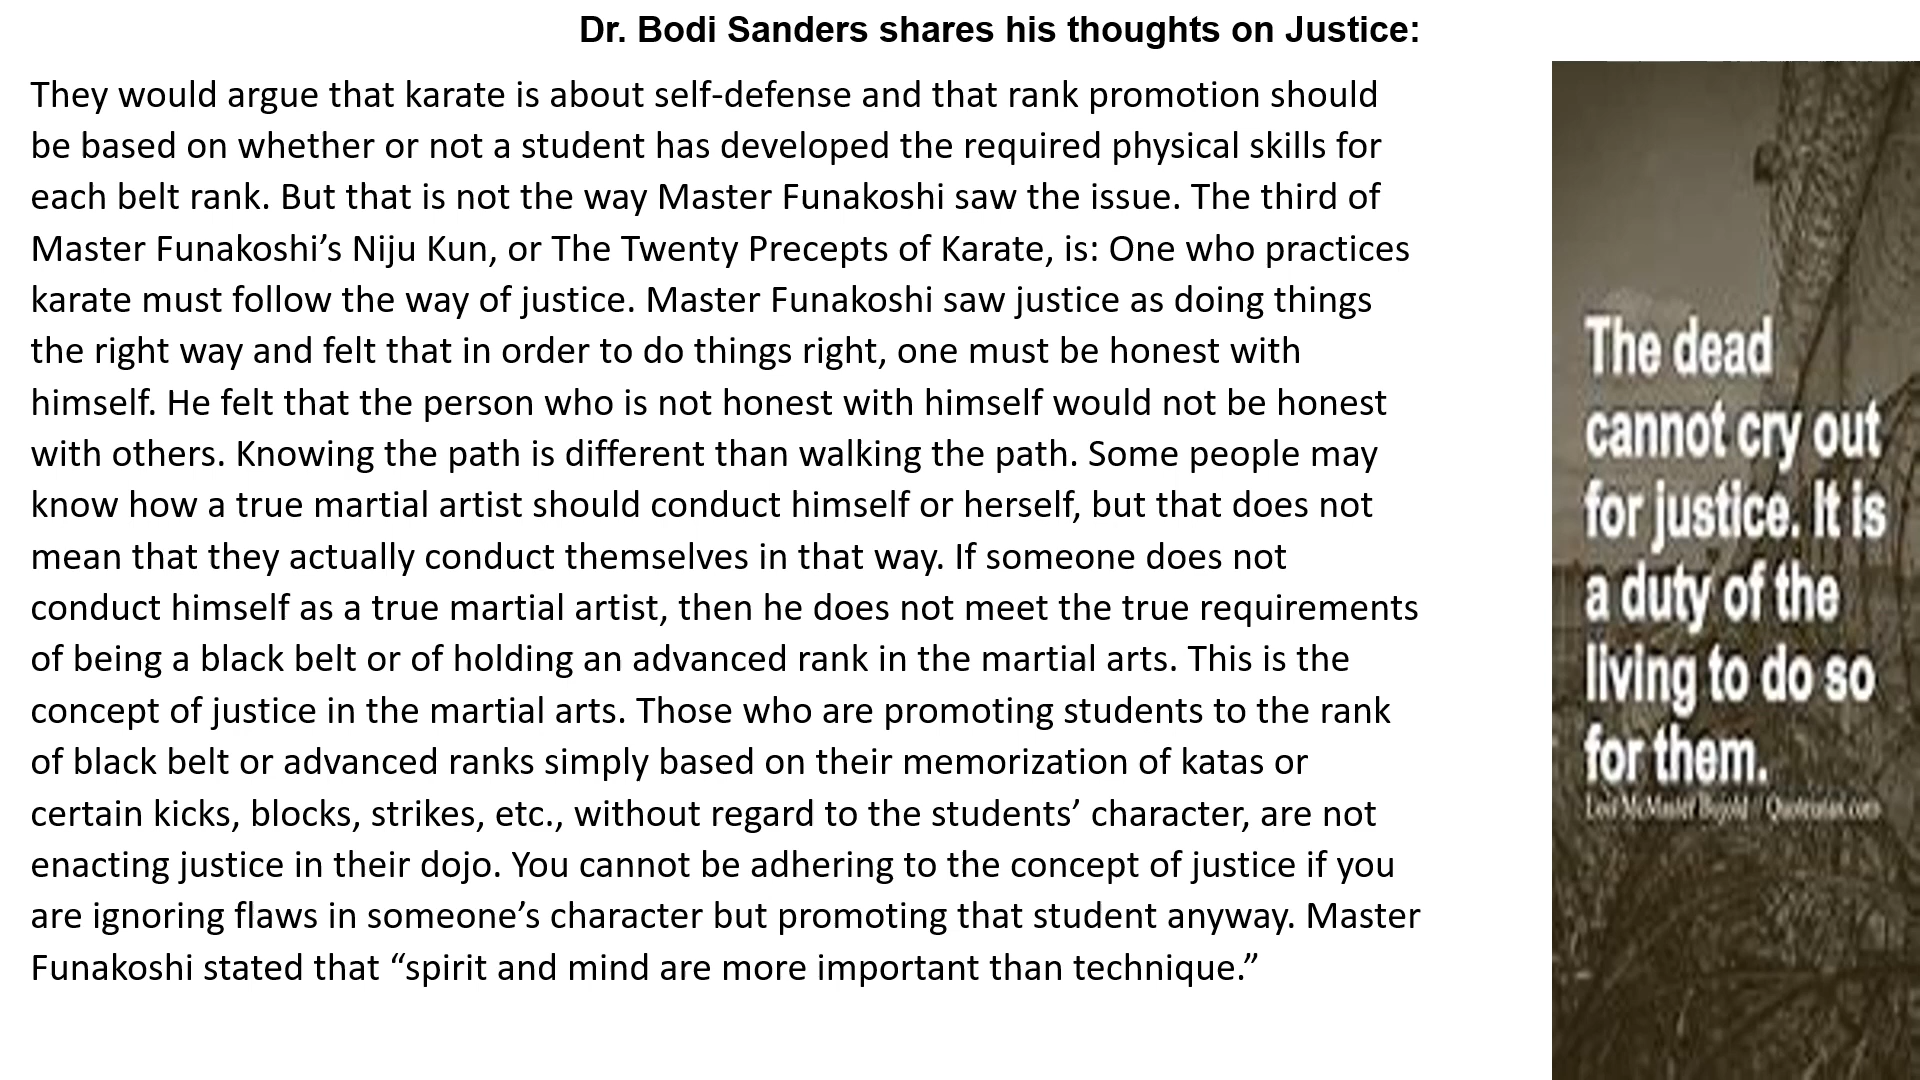 Dr. Bodi Sanders shares his thoughts on Justice:
They would argue that karate is about self-defense and that rank promotion should
be based on whether or not a student has developed the required physical skills for
each belt rank. But that is not the way Master Funakoshi saw the issue. The third of
Master Funakoshi’s Niju Kun, or The Twenty Precepts of Karate, is: One who practices
karate must follow the way of justice. Master Funakoshi saw justice as doing things
the right way and felt that in order to do things right, one must be honest with
himself. He felt that the person who is not honest with himself would not be honest
with others. Knowing the path is different than walking the path. Some people may
know how a true martial artist should conduct himself or herself, but that does not
mean that they actually conduct themselves in that way. If someone does not
conduct himself as a true martial artist, then he does not meet the true requirements
of being a black belt or of holding an advanced rank in the martial arts. This is the
concept of justice in the martial arts. Those who are promoting students to the rank
of black belt or advanced ranks simply based on their memorization of katas or
certain kicks, blocks, strikes, etc., without regard to the students’ character, are not
enacting justice in their dojo. You cannot be adhering to the concept of justice if you
are ignoring flaws in someone’s character but promoting that student anyway. Master
Funakoshi stated that “spirit and mind are more important than technique.”
The dead
cannot cry out
for justice. It is
a duty of the
living to do so
for them.
Lois McMaster Bujold